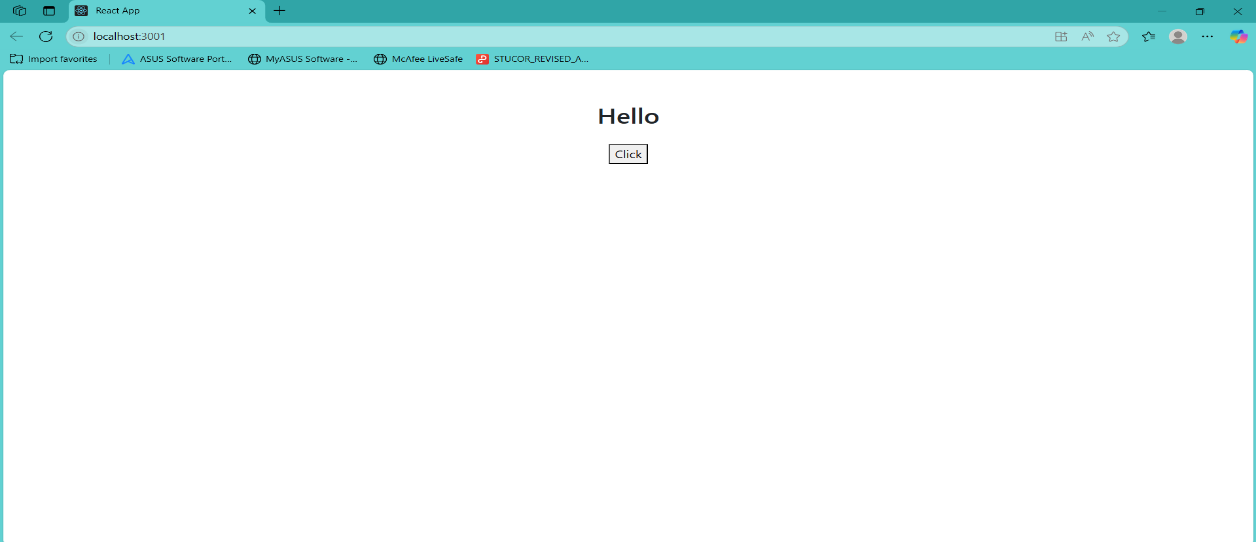 React App
localhost:3001
Import favorites ASUS Software Port... MyASUS Software -... McAfee LiveSafe STUCOR_REVISED_A...
Hello
Click